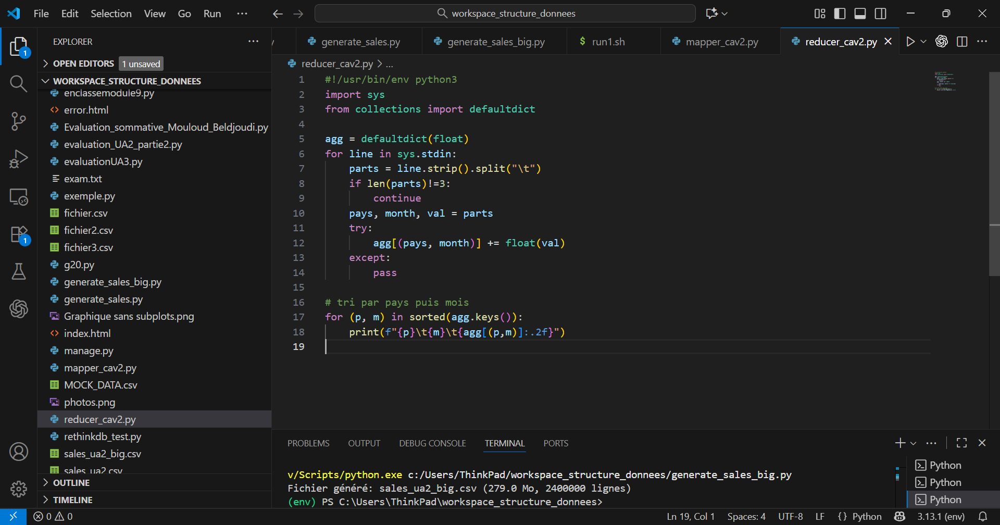 File Edit Selection View Go Run ···
workspace_structure_donnees
EXPLORER
OPEN EDITORS 1 unsaved
WORKSPACE_STRUCTURE_DONNEES
enclassemodule9.py
error.html
Evaluation_sommative_Mouloud_Beldjoudi.py
evaluation_UA2_partie2.py
evaluationUA3.py
exam.txt
exemple.py
fichier.csv
fichier2.csv
fichier3.csv
g20.py
generate_sales_big.py
generate_sales.py
Graphique sans subplots.png
index.html
manage.py
mapper_cav2.py
MOCK_DATA.csv
photos.png
reducer_cav2.py
rethinkdb_test.py
sales_ua2_big.csv
sales_ua2.csv
OUTLINE
TIMELINE
1
1
generate_sales.py generate_sales_big.py $ run1.sh mapper_cav2.py reducer_cav2.py
reducer_cav2.py > ...
1 #!/usr/bin/env python3
2 import sys
3 from collections import defaultdict
4
5 agg = defaultdict(float)
6 for line in sys.stdin:
7     parts = line.strip().split("\t")
8     if len(parts)!=3:
9         continue
10     pays, month, val = parts
11     try:
12         agg[(pays, month)] += float(val)
13     except:
14         pass
15
16 # tri par pays puis mois
17 for (p, m) in sorted(agg.keys()):
18     print(f"{p}\t{m}\t{agg[(p,m)]:.2f}")
19
PROBLEMS OUTPUT DEBUG CONSOLE TERMINAL PORTS
v/Scripts/python.exe c:/Users/ThinkPad/workspace_structure_donnees/generate_sales_big.py
Fichier généré: sales_ua2_big.csv (279.0 Mo, 2400000 lignes)
(env) PS C:\Users\ThinkPad\workspace_structure_donnees>
Python
Python
Python
0 0 Ln 19, Col 1 Spaces: 4 UTF-8 LF {} Python 3.13.1 (env)